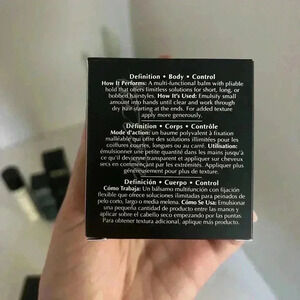 Definition • Body • Control
How It Performs: A multi-functional balm with pliable
hold that offers limitless solutions for short, long, or
bobbed hairstyles. How It's Used: Emulsify small
amount into hands until clear and work through
dry hair starting at the ends. For added texture
apply more generously.
Définition • Corps • Contrôle
Mode d'action: un baume polyvalent à fixation
malléable qui offre des solutions illimitées pour les
coiffures courtes, longues ou au carré. Utilisation:
émulsionner une petite quantité dans les mains jusqu'à
ce qu'il devienne transparent et appliquer sur cheveux
secs en commençant par les extrémités. Appliquer plus
généreusement pour plus de texture.
Definición • Cuerpo • Control
Cómo Trabaja: Un bálsamo multifunción con fijación
flexible que ofrece soluciones ilimitadas para peinados de
pelo corto, largo o media melena. Cómo Se Usa: Emulsionar
una pequeña cantidad de producto entre las manos y
aplicar sobre el cabello seco empezando por las puntas.
Para obtener textura adicional, aplique más producto.